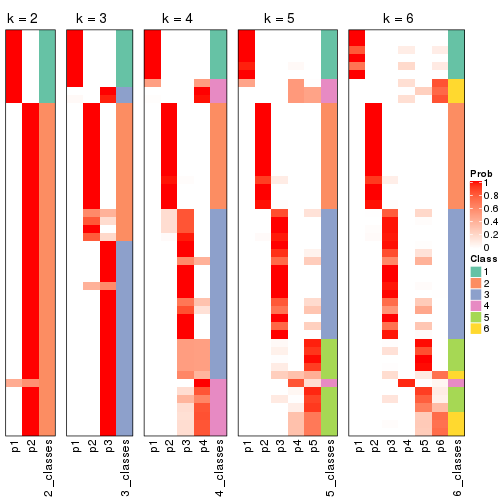 k = 2
k = 3
k = 4
k = 5
k = 6
p1
p2
2_classes
p1
p2
p3
3_classes
p1
p2
p3
p4
4_classes
p1
p2
p3
p4
p5
5_classes
p1
p2
p3
p4
p5
p6
6_classes
Prob
1
0.8
0.6
0.4
0.2
0
Class
1
2
3
4
5
6